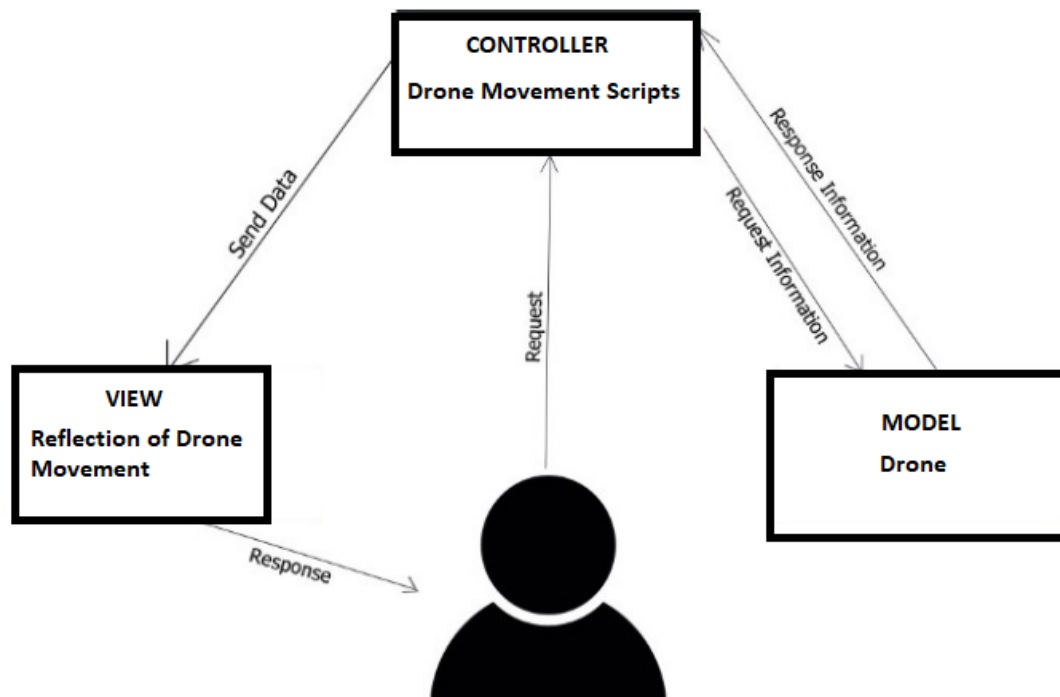 CONTROLLER
Drone Movement Scripts
Send Data
Request
Request Information
Response Information
VIEW
Reflection of Drone
Movement
MODEL
Drone
Response